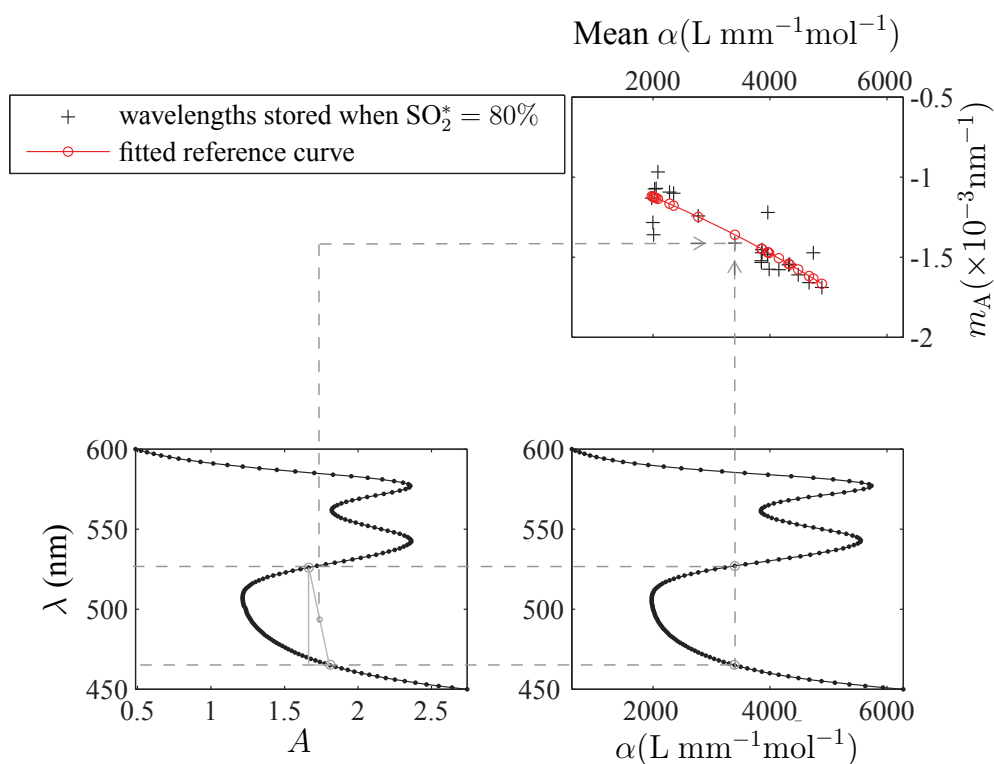 Mean α(L mm⁻¹mol⁻¹)
2000 4000 6000
wavelengths stored when SO₂* = 80%
fitted reference curve
-0.5
-1
-1.5
-2
m_A(×10⁻³nm⁻¹)
600
550
500
450
λ (nm)
0.5 1 1.5 2 2.5
A
600
550
500
450
2000 4000 6000
α(L mm⁻¹mol⁻¹)